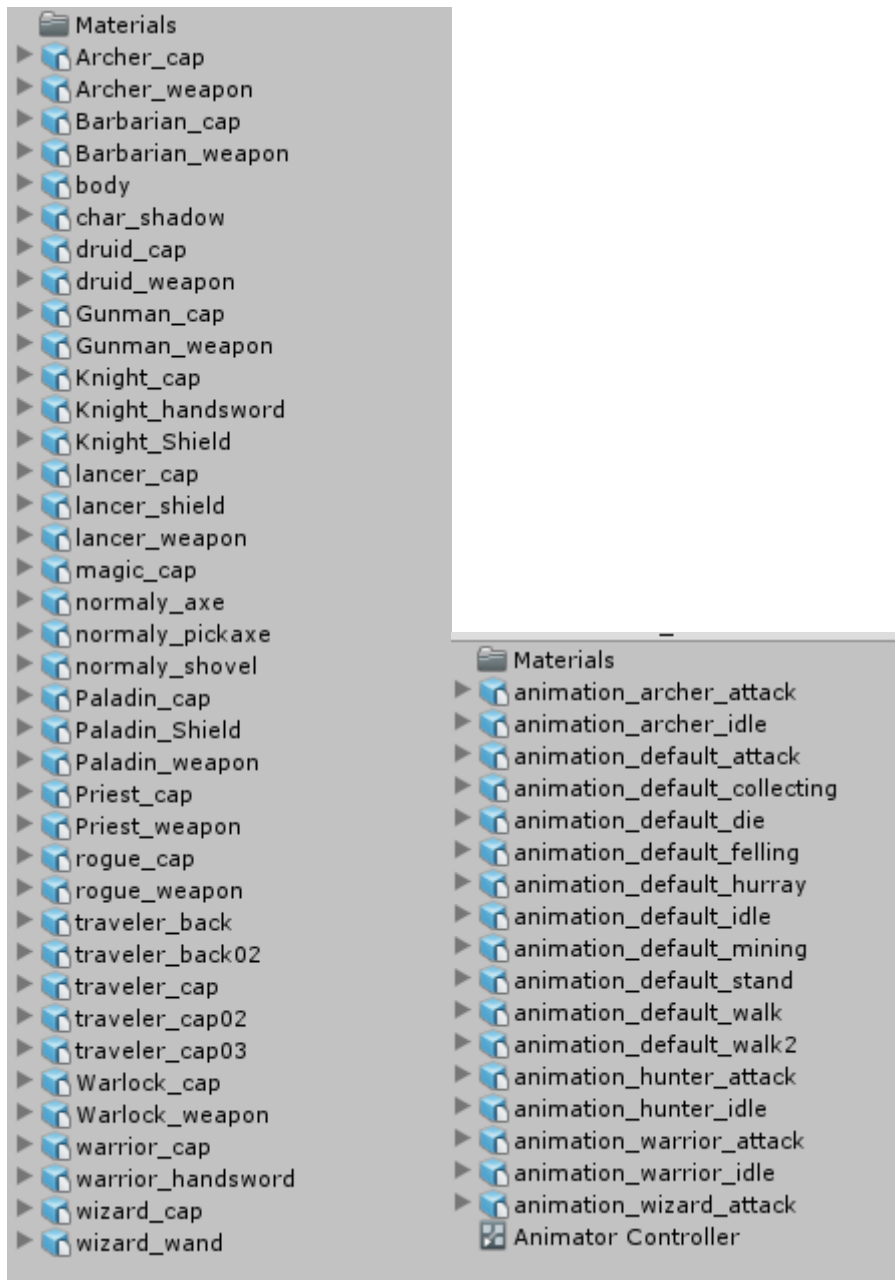 Materials
Archer_cap
Archer_weapon
Barbarian_cap
Barbarian_weapon
body
char_shadow
druid_cap
druid_weapon
Gunman_cap
Gunman_weapon
Knight_cap
Knight_handsword
Knight_Shield
lancer_cap
lancer_shield
lancer_weapon
magic_cap
normaly_axe
normaly_pickaxe
normaly_shovel
Paladin_cap
Paladin_Shield
Paladin_weapon
Priest_cap
Priest_weapon
rogue_cap
rogue_weapon
traveler_back
traveler_back02
traveler_cap
traveler_cap02
traveler_cap03
Warlock_cap
Warlock_weapon
warrior_cap
warrior_handsword
wizard_cap
wizard_wand
Materials
animation_archer_attack
animation_archer_idle
animation_default_attack
animation_default_collecting
animation_default_die
animation_default_felling
animation_default_hurray
animation_default_idle
animation_default_mining
animation_default_stand
animation_default_walk
animation_default_walk2
animation_hunter_attack
animation_hunter_idle
animation_warrior_attack
animation_warrior_idle
animation_wizard_attack
Animator Controller